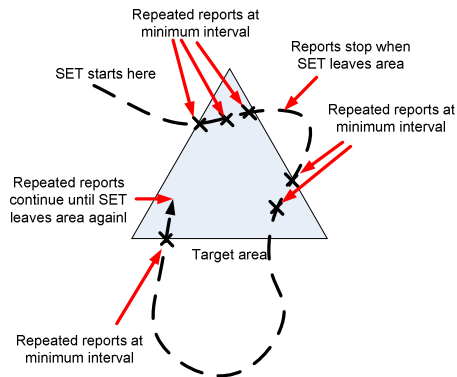 Repeated reports at
minimum interval
SET starts here
Reports stop when
SET leaves area
Repeated reports at
minimum interval
Repeated reports
continue until SET
leaves area againl
Target area
Repeated reports at
minimum interval